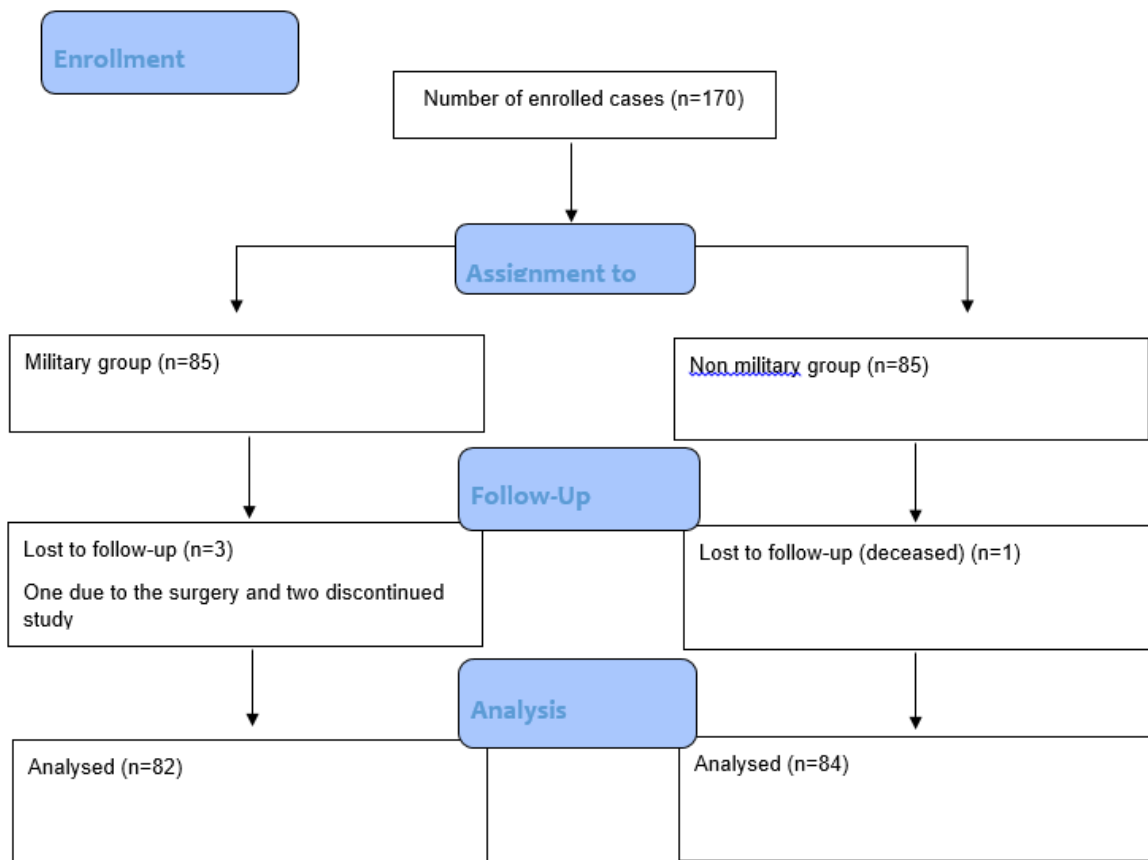 Enrollment
Number of enrolled cases (n=170)
Assignment to
Military group (n=85)
Non military group (n=85)
Follow-Up
Lost to follow-up (n=3)
One due to the surgery and two discontinued
study
Lost to follow-up (deceased) (n=1)
Analysis
Analysed (n=82)
Analysed (n=84)